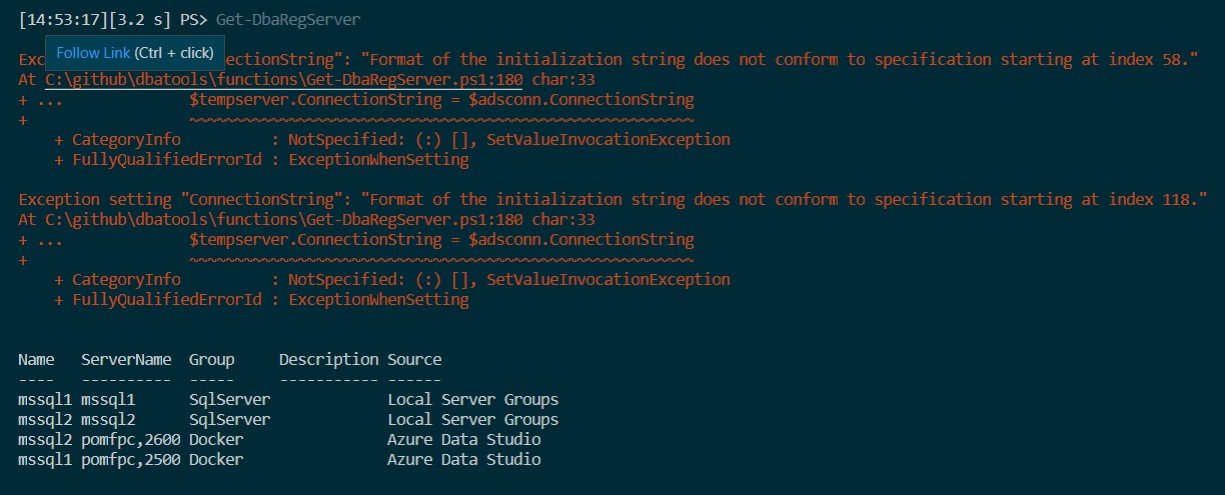 [14:53:17][3.2 s] PS> Get-DbaRegServer
Follow Link (Ctrl + click)
Exc ectionString": "Format of the initialization string does not conform to specification starting at index 58."
At C:\github\dbatools\functions\Get-DbaRegServer.ps1:180 char:33
+ ... $tempserver.ConnectionString = $adsconn.ConnectionString
+ ~~~~~~~~~~~~~~~~~~~~~~~~~~~~~~~~~~~~~~~~~~~~~~~~~~~~~~~~
+ CategoryInfo : NotSpecified: (:) [], SetValueInvocationException
+ FullyQualifiedErrorId : ExceptionWhenSetting
Exception setting "ConnectionString": "Format of the initialization string does not conform to specification starting at index 118."
At C:\github\dbatools\functions\Get-DbaRegServer.ps1:180 char:33
+ ... $tempserver.ConnectionString = $adsconn.ConnectionString
+ ~~~~~~~~~~~~~~~~~~~~~~~~~~~~~~~~~~~~~~~~~~~~~~~~~~~~~~~~
+ CategoryInfo : NotSpecified: (:) [], SetValueInvocationException
+ FullyQualifiedErrorId : ExceptionWhenSetting
Name ServerName Group Description Source
---- ---------- ----- ----------- ------
mssql1 mssql1 SqlServer Local Server Groups
mssql2 mssql2 SqlServer Local Server Groups
mssql2 pomfpc,2600 Docker Azure Data Studio
mssql1 pomfpc,2500 Docker Azure Data Studio